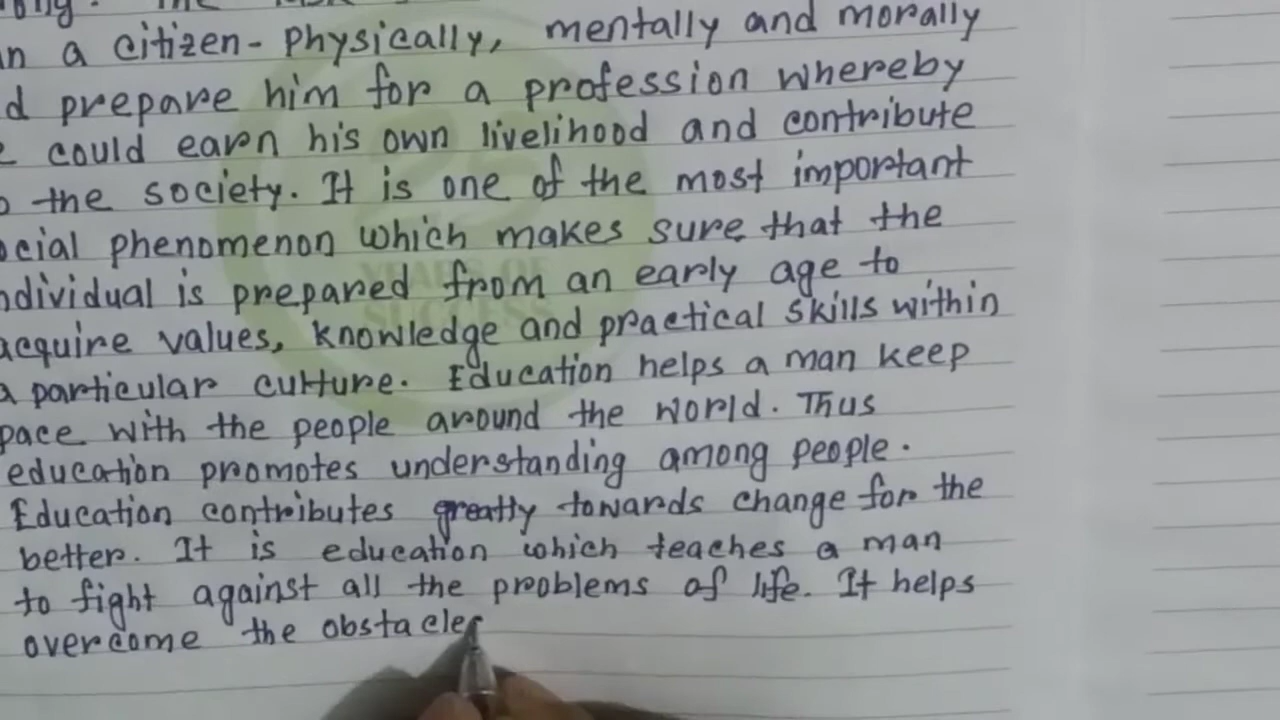 n a citizen - physically, mentally and morally
d prepare him for a profession whereby
e could earn his own livelihood and contribute
o the society. It is one of the most important
ocial phenomenon which makes sure that the
ndividual is prepared from an early age to
acquire values, knowledge and practical skills within
a particular culture. Education helps a man keep
pace with the people around the world. Thus
education promotes understanding among people.
Education contributes greatly towards change for the
better. It is education which teaches a man
to fight against all the problems of life. It helps
overcome the obstacles
YEARS OF
SUCCESS